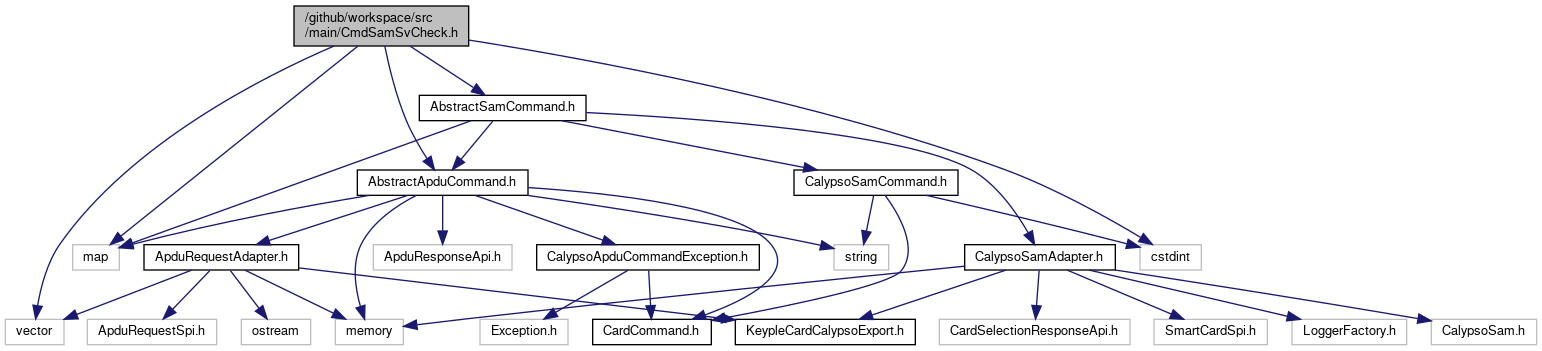 /github/workspace/src
/main/CmdSamSvCheck.h
AbstractSamCommand.h
AbstractApduCommand.h
CalypsoSamCommand.h
map
ApduRequestAdapter.h
ApduResponseApi.h
CalypsoApduCommandException.h
string
CalypsoSamAdapter.h
cstdint
vector
ApduRequestSpi.h
ostream
memory
Exception.h
CardCommand.h
KeypleCardCalypsoExport.h
CardSelectionResponseApi.h
SmartCardSpi.h
LoggerFactory.h
CalypsoSam.h